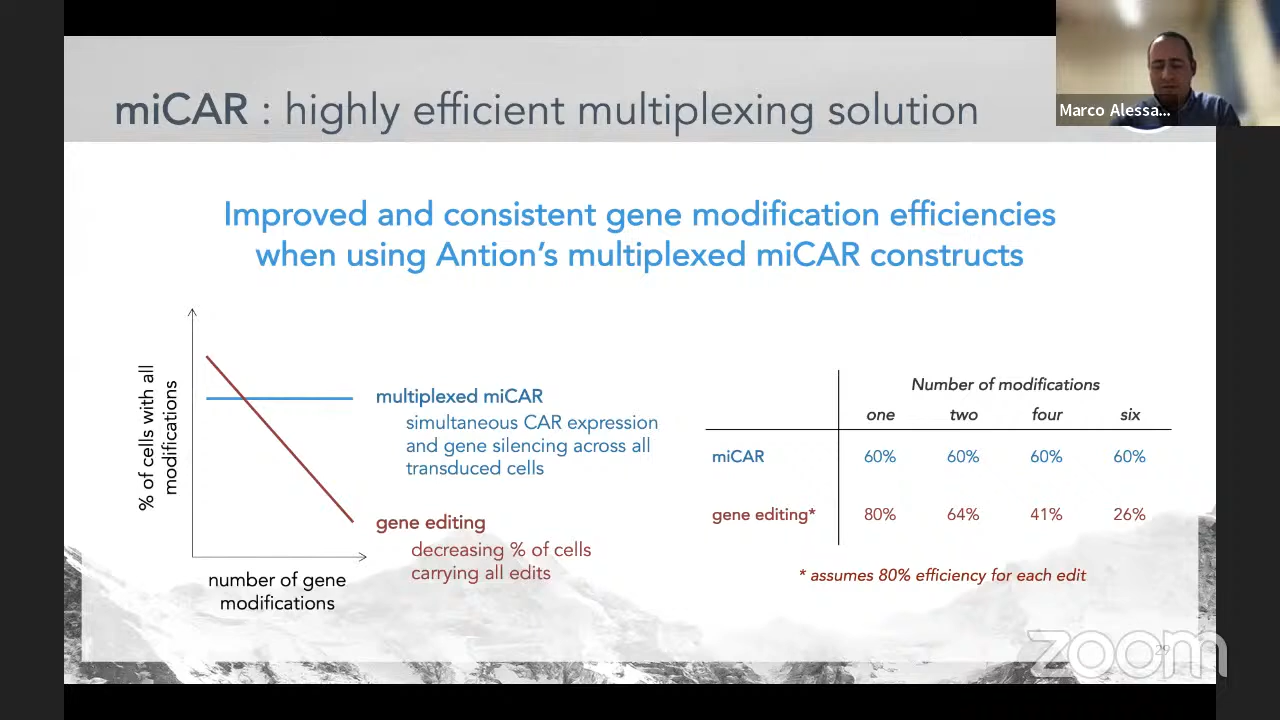 miCAR : highly efficient multiplexing solution
Marco Alessa...
Improved and consistent gene modification efficiencies
when using Antion's multiplexed miCAR constructs
% of cells with all
modifications
multiplexed miCAR
simultaneous CAR expression
and gene silencing across all
transduced cells
gene editing
decreasing % of cells
carrying all edits
number of gene
modifications
Number of modifications
one two four six
miCAR 60% 60% 60% 60%
gene editing* 80% 64% 41% 26%
* assumes 80% efficiency for each edit
zoom
29